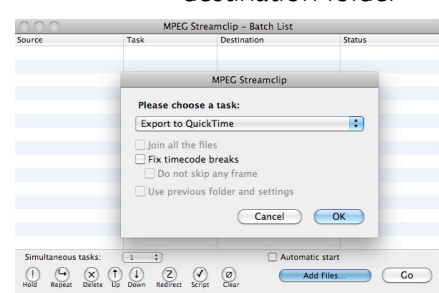 destination folder
MPEG Streamclip - Batch List
Source Task Destination Status
MPEG Streamclip
Please choose a task:
Export to QuickTime
Join all the files
Fix timecode breaks
Do not skip any frame
Use previous folder and settings
Cancel OK
Simultaneous tasks: 1 Automatic start
Hold Repeat Delete Up Down Redirect Script Clear Add Files... Go